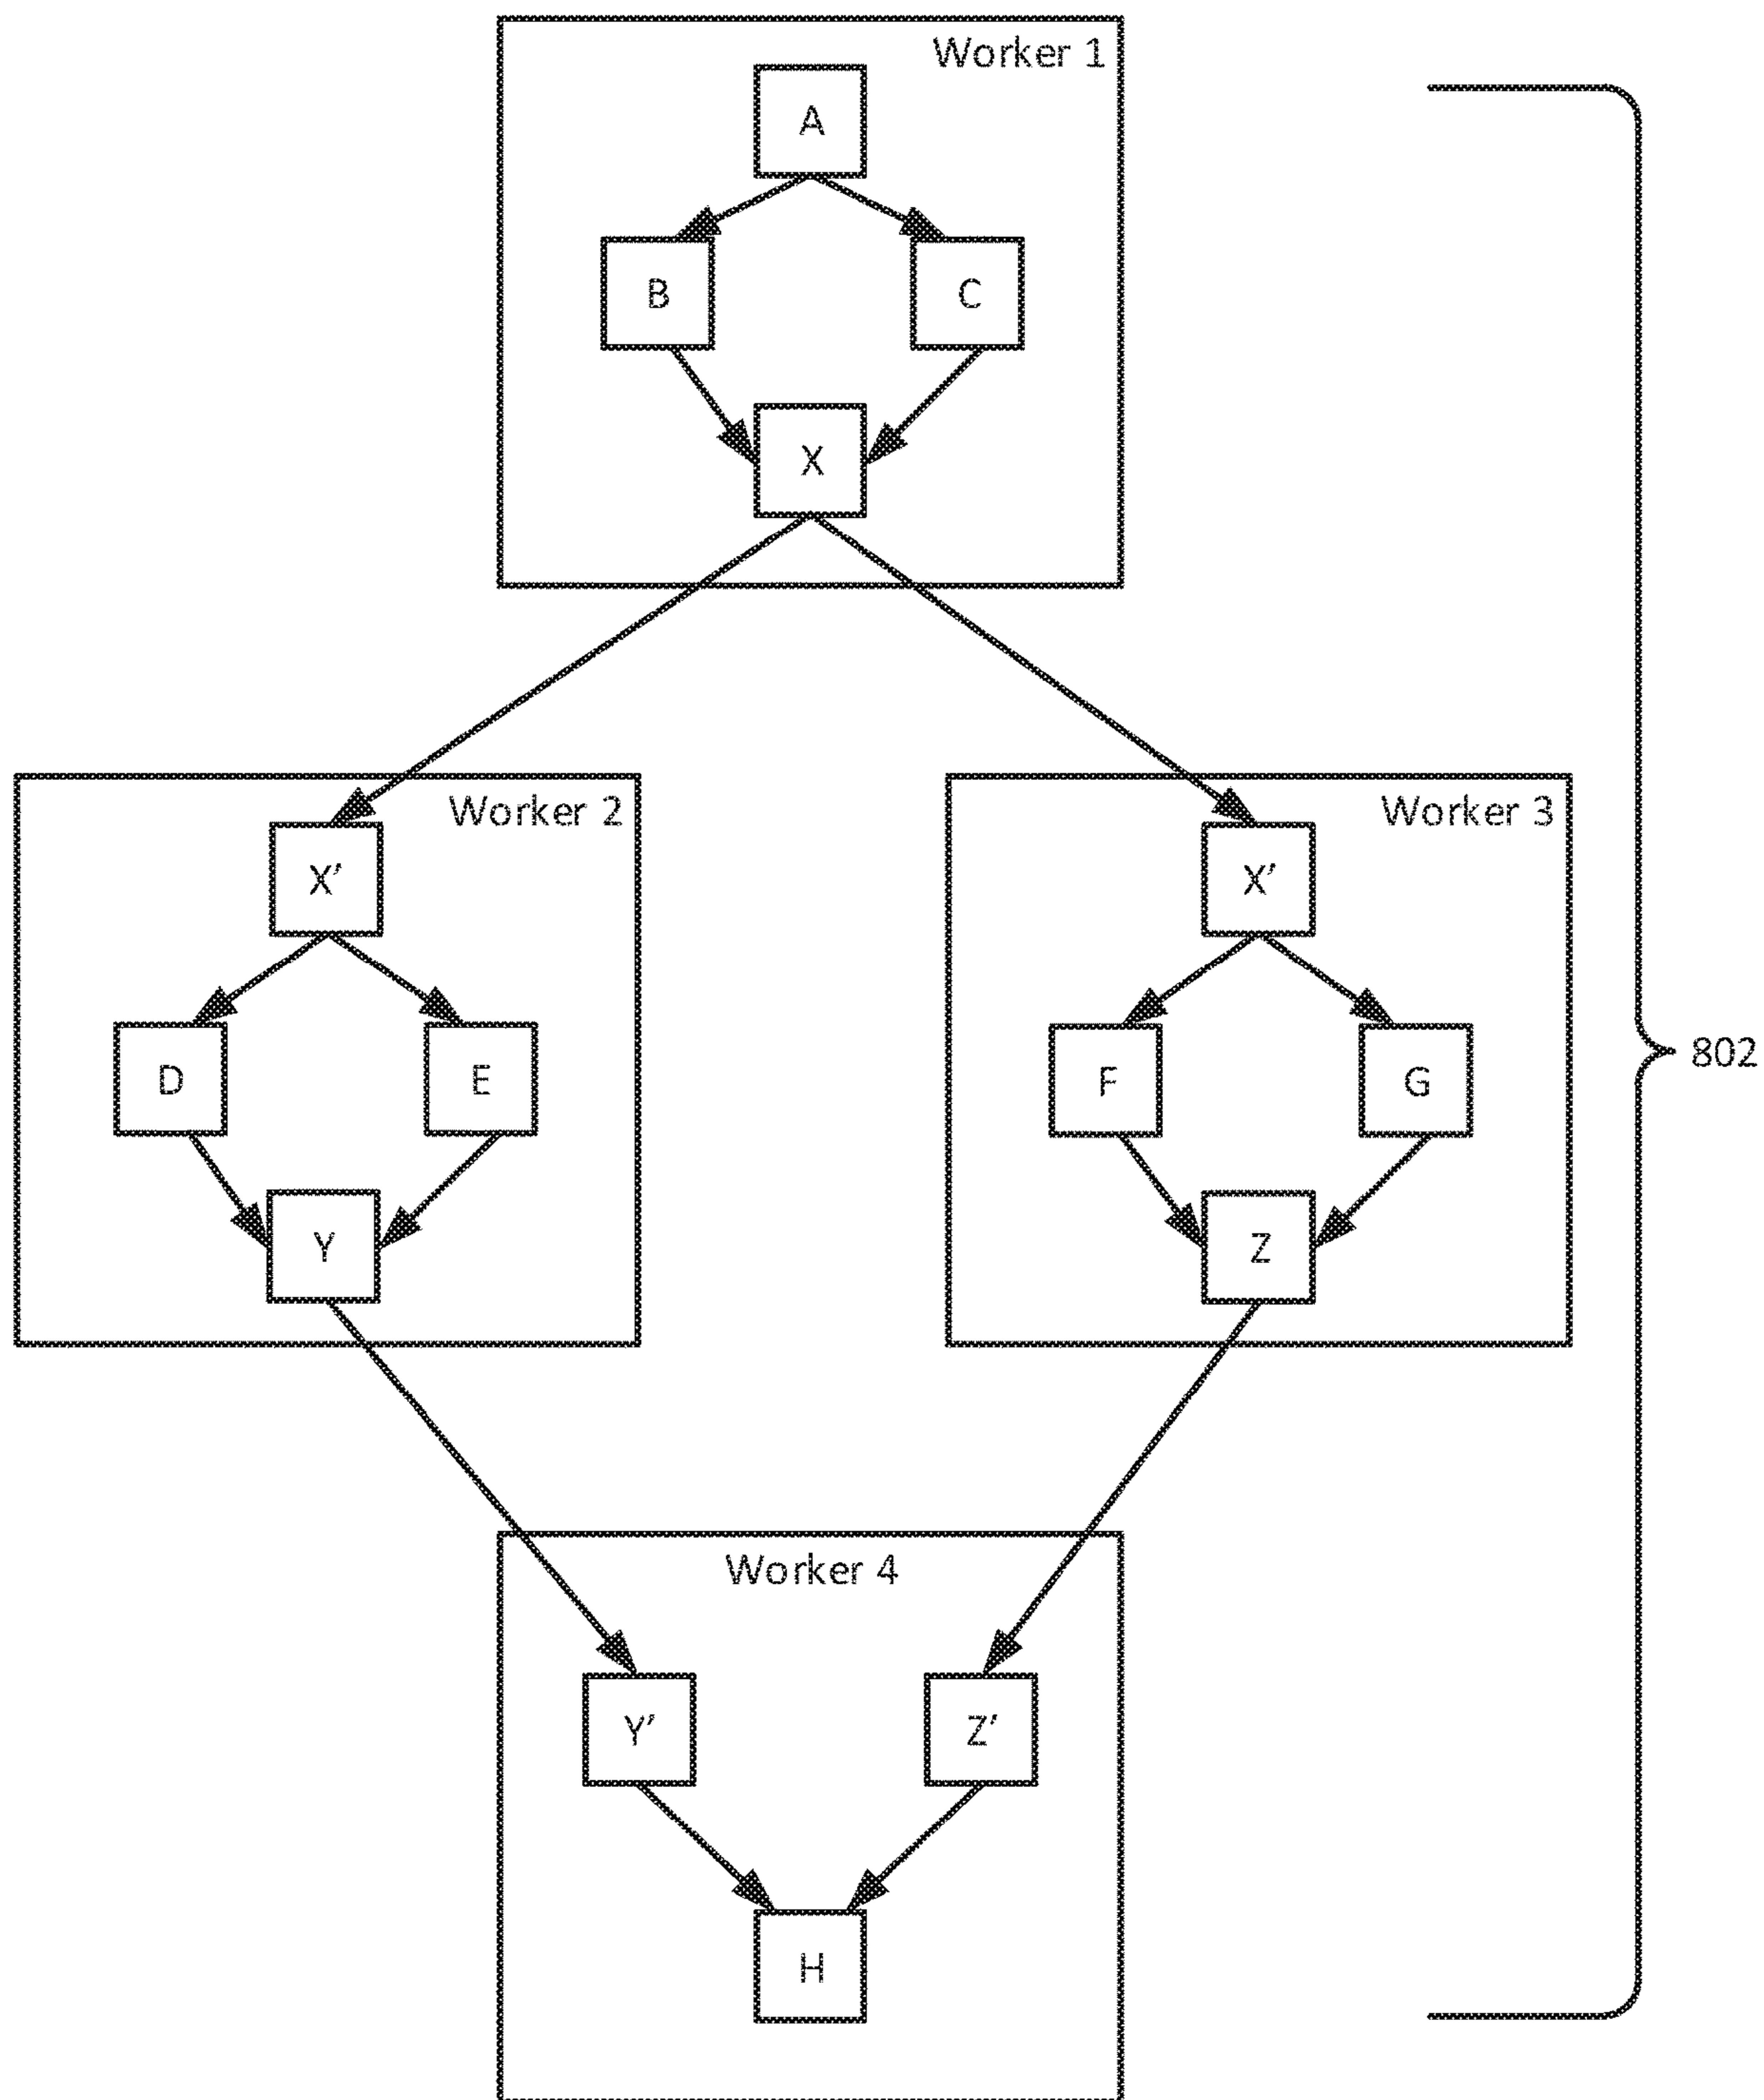 Worker 1
A
B C
X
Worker 2
X'
D E
Y
Worker 3
X'
F G
Z
802
Worker 4
Y' Z'
H